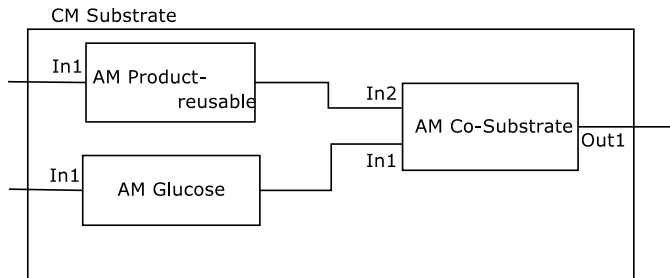 CM Substrate
In1
AM Product-
reusable
In2
AM Co-Substrate
Out1
In1
In1
AM Glucose